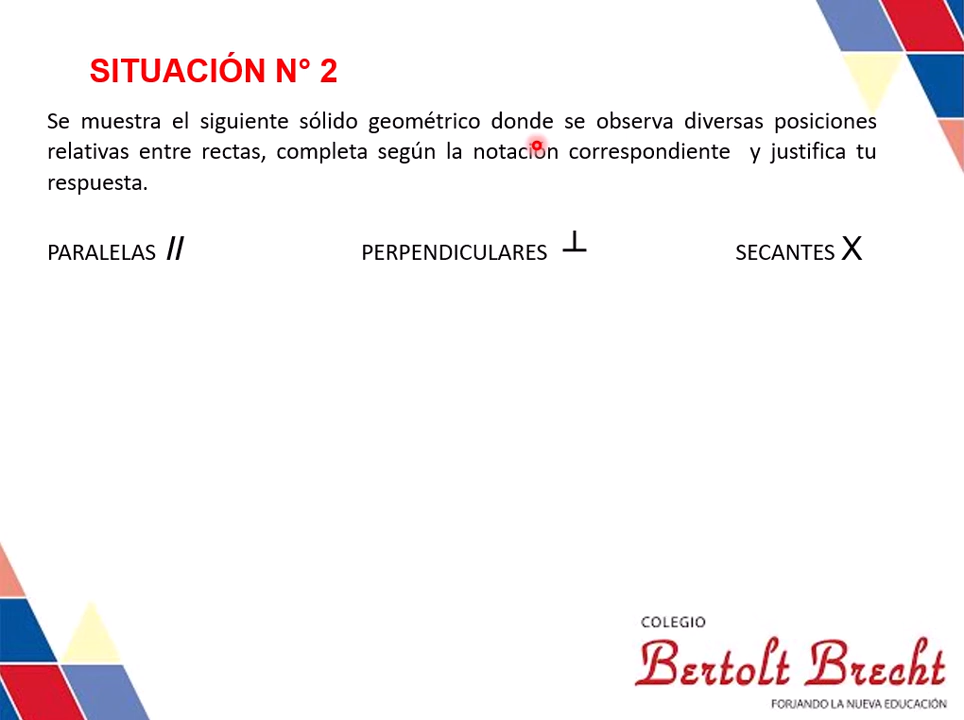 SITUACIÓN N° 2
Se muestra el siguiente sólido geométrico donde se observa diversas posiciones
relativas entre rectas, completa según la notación correspondiente y justifica tu
respuesta.
PARALELAS // PERPENDICULARES ⊥ SECANTES X
COLEGIO
Bertolt Brecht
FORJANDO LA NUEVA EDUCACIÓN